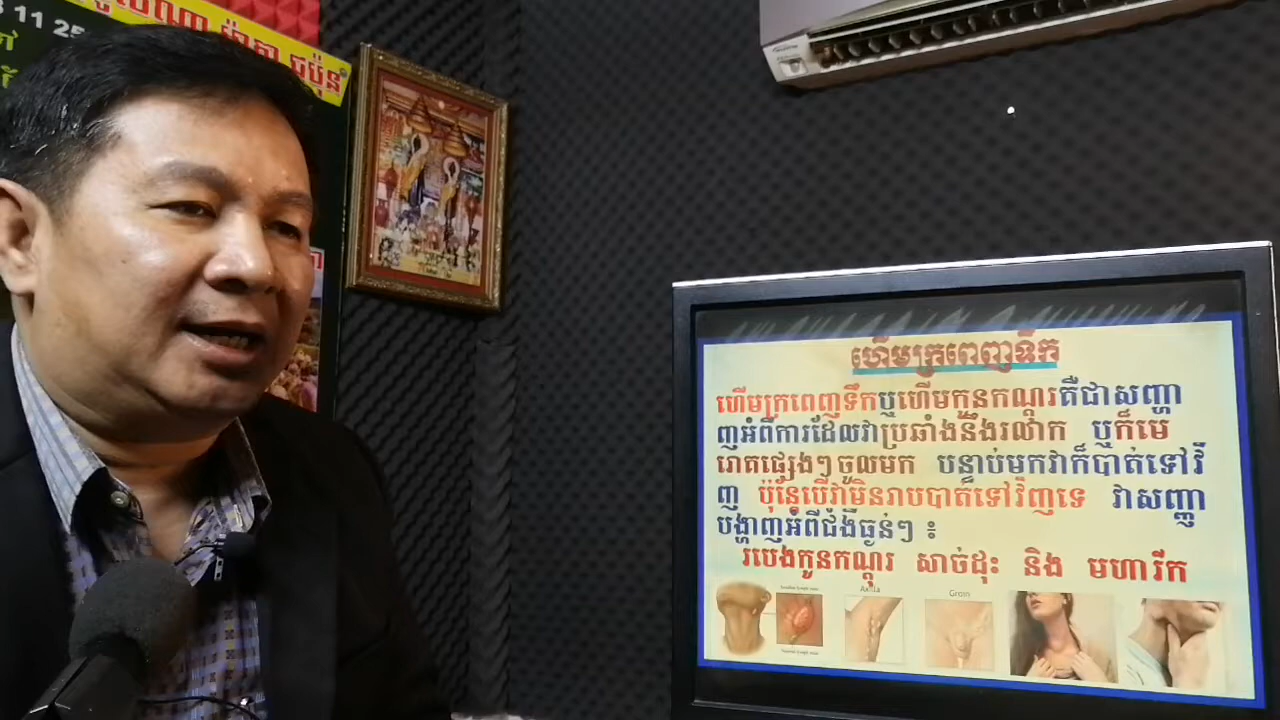 3 11 25
ហើមក្រពេញទឹក
ហើមក្រពេញទឹកឬហើមកូនកណ្តុរគឺជាសញ្ហា
ញអំពីការដែលវាប្រឆាំងនឹងរលាក ឬក៏មេ
រោគផ្សេងៗចូលមក បន្ទាប់មកវាក៏បាត់ទៅវិ
ញ ប៉ុន្តែបើវាមិនរាបបាត់ទៅវិញទេ វាសញ្ញា
បង្ហាញអំពីជំងឺធ្ងន់ៗ ៖
របេងកូនកណ្តុរ សាច់ដុះ និង មហារីក
Axilla
Groin